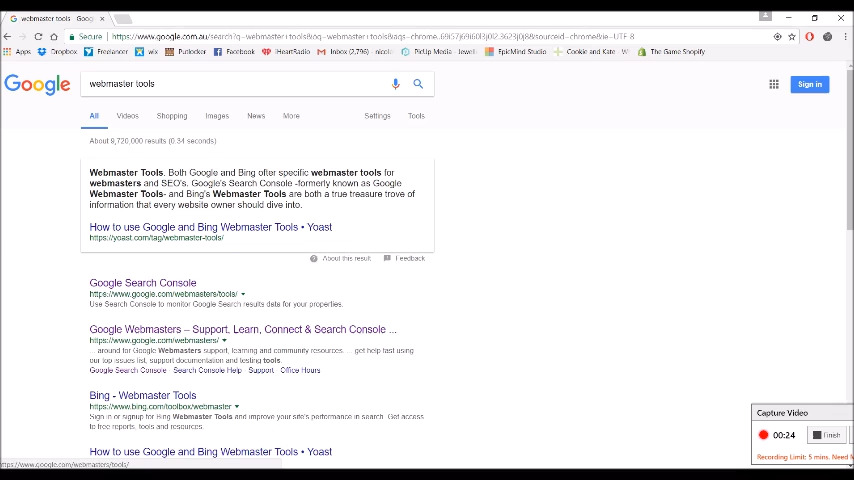 webmaster tools - Goog
Secure
https://www.google.com.au/search?q=webmaster+tools&oq=webmaster+tools&aqs=chrome..69i57j69i60j0l2.3623j0j8&sourceid=chrome&ie=UTF-8
Apps Dropbox Freelancer wix Putlocker Facebook iHeartRadio Inbox (2,796) - nicol PicUp Media - Jewell EpicMind Studio Cookie and Kate - W The Game Shopify
Google
webmaster tools
Sign in
All Videos Shopping Images News More Settings Tools
About 9,720,000 results (0.34 seconds)
Webmaster Tools. Both Google and Bing offer specific webmaster tools for
webmasters and SEO's. Google's Search Console -formerly known as Google
Webmaster Tools- and Bing's Webmaster Tools are both a true treasure trove of
information that every website owner should dive into.
How to use Google and Bing Webmaster Tools • Yoast
https://yoast.com/tag/webmaster-tools/
About this result Feedback
Google Search Console
https://www.google.com/webmasters/tools/
Use Search Console to monitor Google Search results data for your properties.
Google Webmasters – Support, Learn, Connect & Search Console ...
https://www.google.com/webmasters/
... around for Google Webmasters support, learning and community resources. ... get help fast using
our top issues list, support documentation and testing tools.
Google Search Console · Search Console Help · Support · Office Hours
Bing - Webmaster Tools
https://www.bing.com/toolbox/webmaster
Sign in or signup for Bing Webmaster Tools and improve your site's performance in search. Get access
to free reports, tools and resources.
How to use Google and Bing Webmaster Tools • Yoast
https://www.google.com/webmasters/tools/
Capture Video
00:24
Finish
Recording Limit: 5 mins. Need M